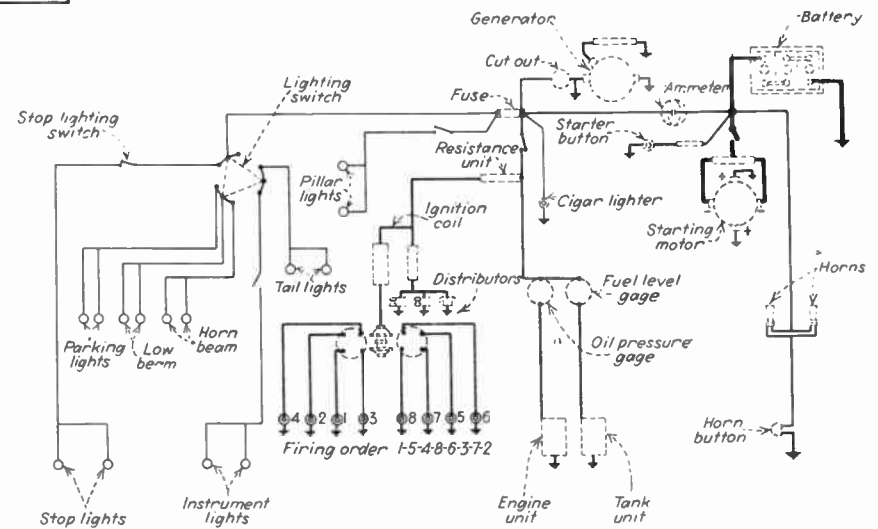 Generator
Battery
Cut out
Lighting
switch
Fuse
Ammeter
Stop lighting
switch
Starter
button
Resistance
unit
Pillar
lights
Cigar lighter
Ignition
coil
+
Starting
motor
+
Tail lights
Distributors
8
Fuel level
gage
Horns
Parking
lights
Low
berm
Horn
beam
Oil pressure
gage
4 2 1 3 8 7 5 6
Firing order 1-5-4-8-6-3-7-2
Horn
button
Stop lights
Instrument
lights
Engine
unit
Tank
unit